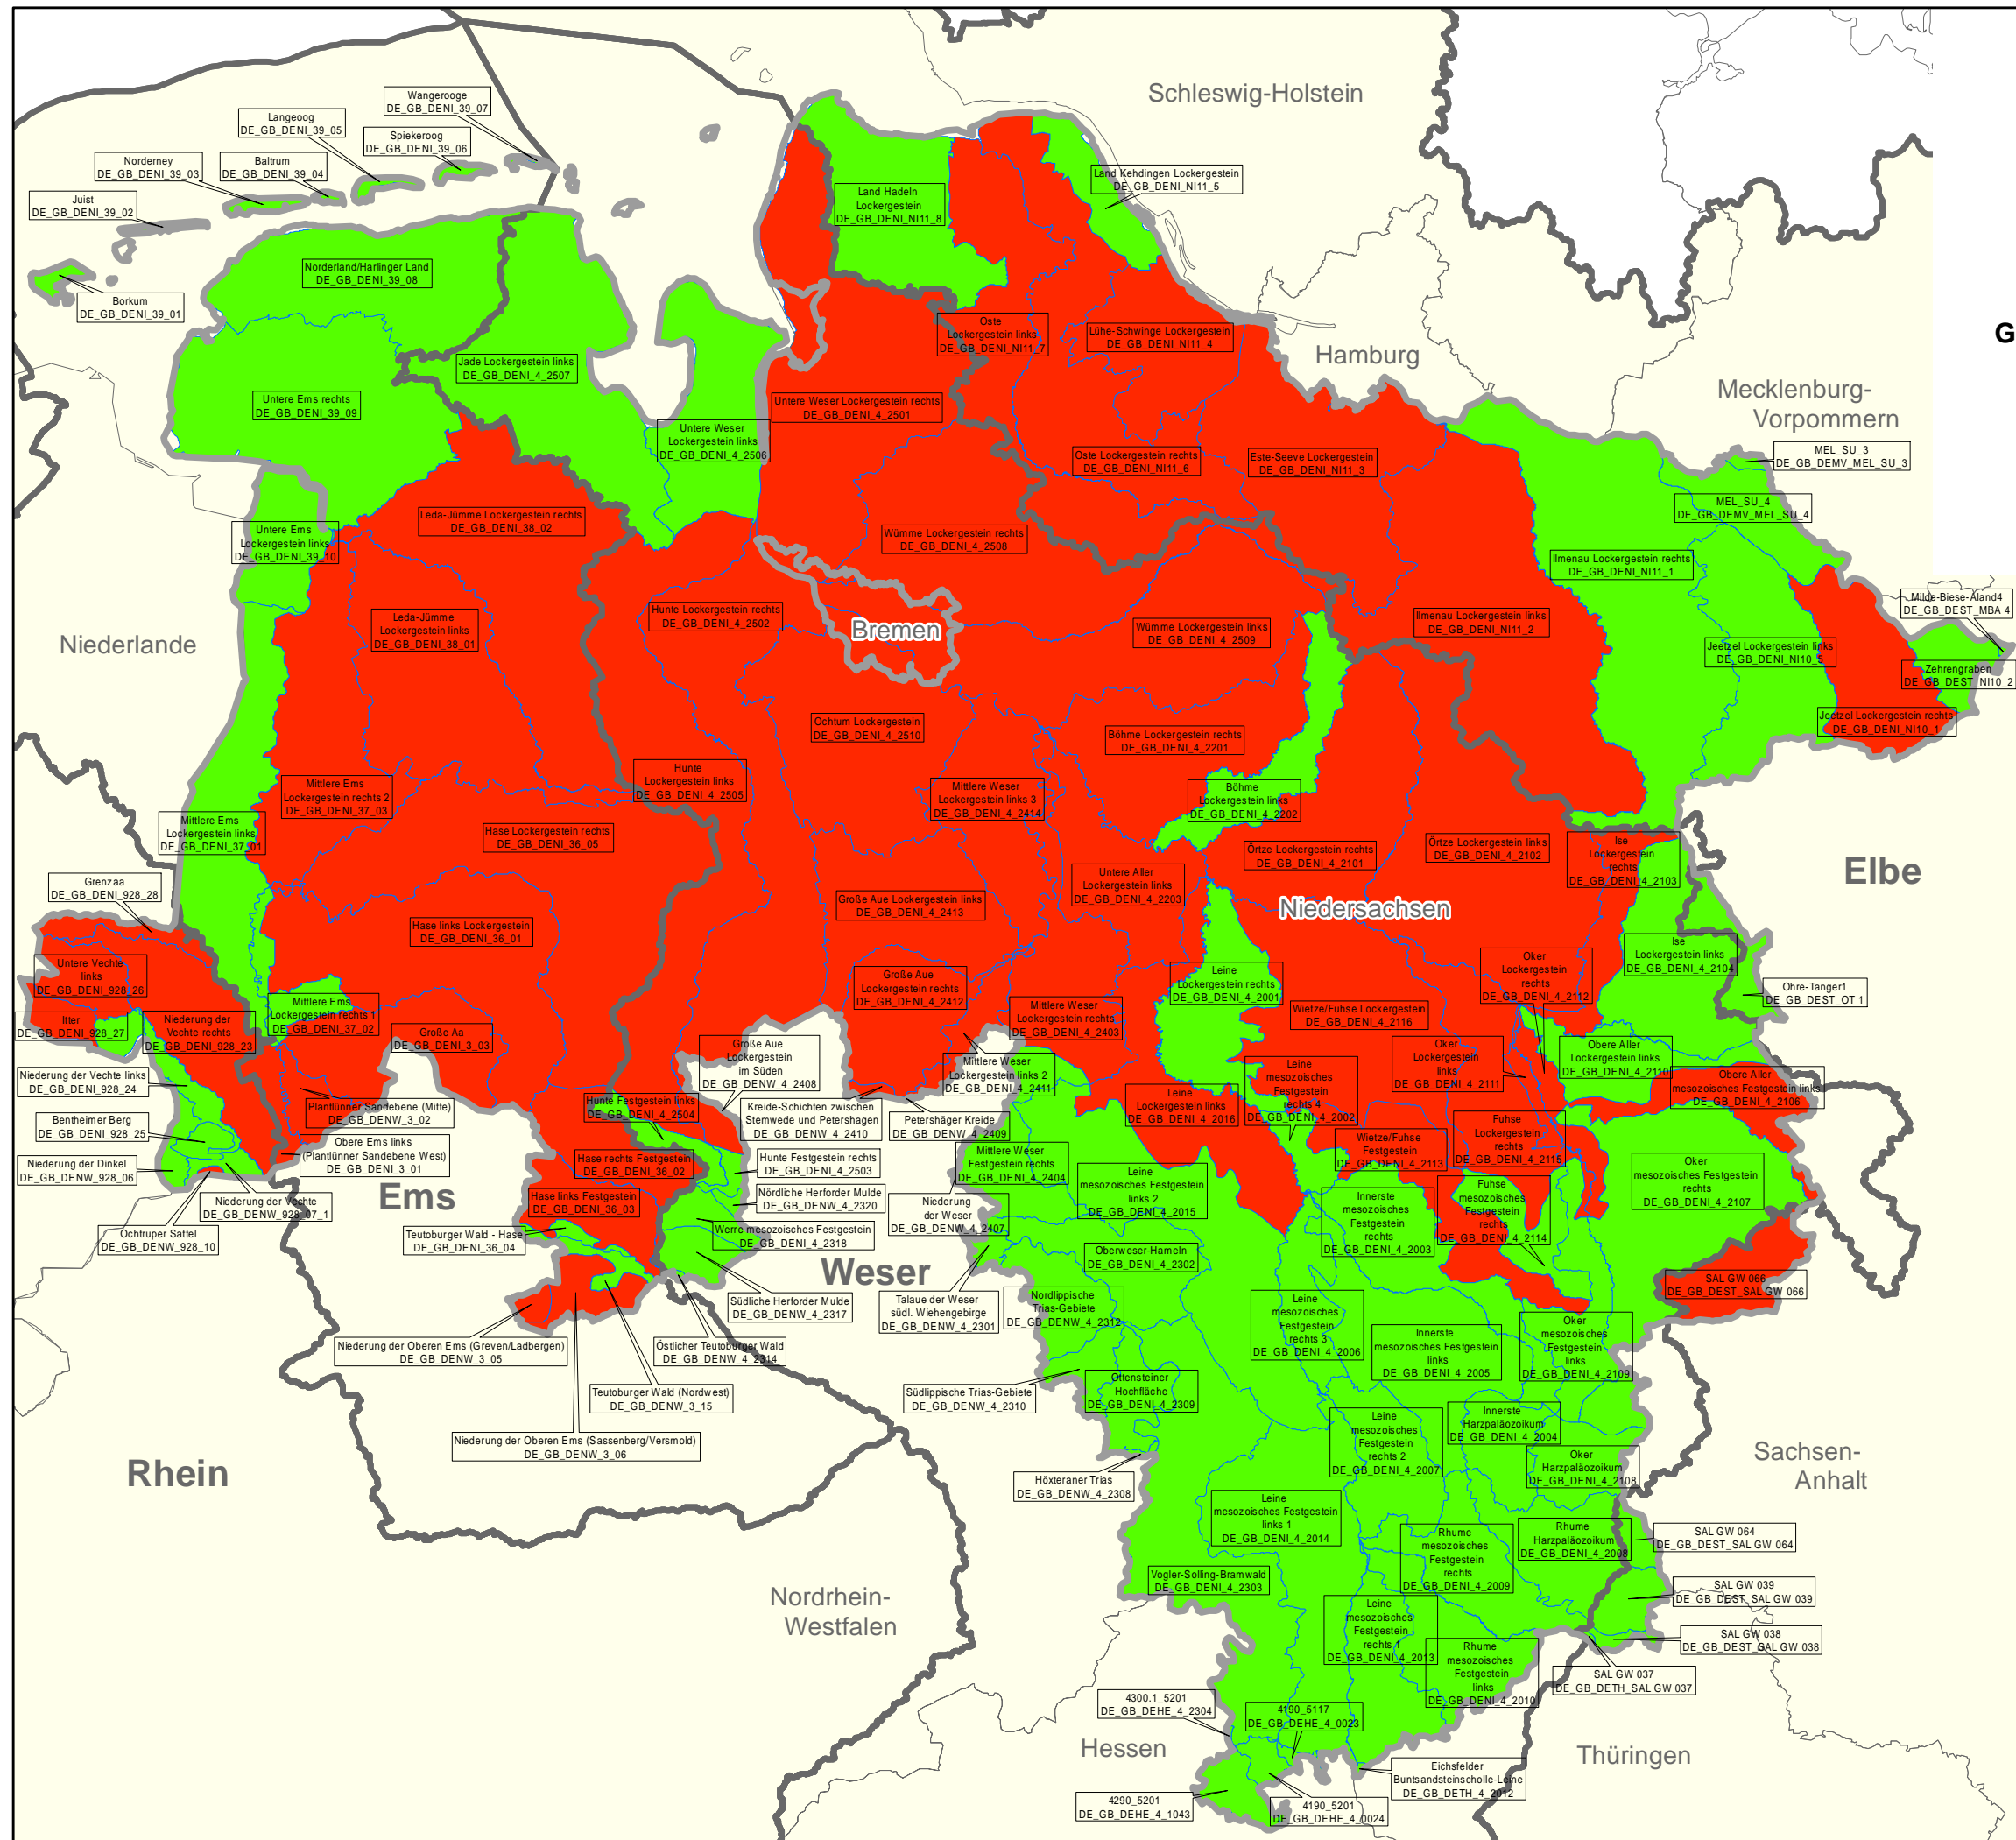 Schleswig-Holstein
Wangerooge
DE_GB_DENI_39_07
Langeoog
DE_GB_DENI_39_05
Spiekeroog
DE_GB_DENI_39_06
Norderney
DE_GB_DENI_39_03
Baltrum
DE_GB_DENI_39_04
Juist
DE_GB_DENI_39_02
Land Kehdingen Lockergestein
DE_GB_DENI_NI11_5
Land Hadeln
Lockergestein
DE_GB_DENI_NI11_8
Norderland/Harlinger Land
DE_GB_DENI_39_08
Borkum
DE_GB_DENI_39_01
Oste
Lockergestein links
DE_GB_DENI_NI11_7
Lühe-Schwinge Lockergestein
DE_GB_DENI_NI11_4
G
Hamburg
Jade Lockergestein links
DE_GB_DENI_4_2507
Mecklenburg-
Vorpommern
Untere Ems rechts
DE_GB_DENI_39_09
Untere Weser Lockergestein rechts
DE_GB_DENI_4_2501
Untere Weser
Lockergestein links
DE_GB_DENI_4_2506
Oste Lockergestein rechts
DE_GB_DENI_NI11_6
Este-Seeve Lockergestein
DE_GB_DENI_NI11_3
MEL_SU_3
DE_GB_DEMV_MEL_SU_3
MEL_SU_4
DE_GB_DEMV_MEL_SU_4
Leda-Jümme Lockergestein rechts
DE_GB_DENI_38_02
Untere Ems
Lockergestein links
DE_GB_DENI_39_10
Wümme Lockergestein rechts
DE_GB_DENI_4_2508
Ilmenau Lockergestein rechts
DE_GB_DENI_NI11_1
Milde-Biese-Aland4
DE_GB_DEST_MBA 4
Niederlande
Leda-Jümme
Lockergestein links
DE_GB_DENI_38_01
Hunte Lockergestein rechts
DE_GB_DENI_4_2502
Bremen
Wümme Lockergestein links
DE_GB_DENI_4_2509
Ilmenau Lockergestein links
DE_GB_DENI_NI11_2
Jeetzel Lockergestein links
DE_GB_DENI_NI10_5
Zehrengraben
DE_GB_DEST_NI10_2
Jeetzel Lockergestein rechts
DE_GB_DENI_NI10_1
Ochtum Lockergestein
DE_GB_DENI_4_2510
Böhme Lockergestein rechts
DE_GB_DENI_4_2201
Mittlere Ems
Lockergestein rechts 2
DE_GB_DENI_37_03
Hunte
Lockergestein links
DE_GB_DENI_4_2505
Mittlere Weser
Lockergestein links 3
DE_GB_DENI_4_2414
Böhme
Lockergestein links
DE_GB_DENI_4_2202
Mittlere Ems
Lockergestein links
DE_GB_DENI_37_01
Hase Lockergestein rechts
DE_GB_DENI_36_05
Örtze Lockergestein rechts
DE_GB_DENI_4_2101
Örtze Lockergestein links
DE_GB_DENI_4_2102
Ise
Lockergestein
rechts
DE_GB_DENI_4_2103
Elbe
Grenzaa
DE_GB_DENI_928_28
Untere Aller
Lockergestein links
DE_GB_DENI_4_2203
Große Aue Lockergestein links
DE_GB_DENI_4_2413
Niedersachsen
Hase links Lockergestein
DE_GB_DENI_36_01
Ise
Lockergestein links
DE_GB_DENI_4_2104
Untere Vechte
links
DE_GB_DENI_928_26
Große Aue
Lockergestein rechts
DE_GB_DENI_4_2412
Leine
Lockergestein rechts
DE_GB_DENI_4_2001
Oker
Lockergestein
rechts
DE_GB_DENI_4_2112
Ohre-Tanger1
DE_GB_DEST_OT 1
Mittlere Ems
Lockergestein rechts 1
DE_GB_DENI_37_02
Mittlere Weser
Lockergestein rechts
DE_GB_DENI_4_2403
Wietze/Fuhse Lockergestein
DE_GB_DENI_4_2116
Itter
DE_GB_DENI_928_27
Niederung der
Vechte rechts
DE_GB_DENI_928_23
Große Aa
DE_GB_DENI_3_03
Große Aue
Lockergestein
im Süden
DE_GB_DENW_4_2408
Mittlere Weser
Lockergestein links 2
DE_GB_DENI_4_2411
Oker
Lockergestein
links
DE_GB_DENI_4_2111
Obere Aller
Lockergestein links
DE_GB_DENI_4_2110
Niederung der Vechte links
DE_GB_DENI_928_24
Leine
mesozoisches
Festgestein
rechts 4
DE_GB_DENI_4_2002
Obere Aller
mesozoisches Festgestein links
DE_GB_DENI_4_2106
Plantlünner Sandebene (Mitte)
DE_GB_DENW_3_02
Hunte Festgestein links
DE_GB_DENI_4_2504
Kreide-Schichten zwischen
Stemwede und Petershagen
DE_GB_DENW_4_2410
Petershäger Kreide
DE_GB_DENW_4_2409
Leine
Lockergestein links
DE_GB_DENI_4_2016
Bentheimer Berg
DE_GB_DENI_928_25
Fuhse
Lockergestein
rechts
DE_GB_DENI_4_2115
Obere Ems links
(Plantlünner Sandebene West)
DE_GB_DENI_3_01
Wietze/Fuhse
Festgestein
DE_GB_DENI_4_2113
Niederung der Dinkel
DE_GB_DENW_928_06
Hase rechts Festgestein
DE_GB_DENI_36_02
Hunte Festgestein rechts
DE_GB_DENI_4_2503
Mittlere Weser
Festgestein rechts
DE_GB_DENI_4_2404
Leine
mesozoisches Festgestein
links 2
DE_GB_DENI_4_2015
Oker
mesozoisches Festgestein
rechts
DE_GB_DENI_4_2107
Niederung der Vechte
DE_GB_DENW_928_07_1
Ems
Hase links Festgestein
DE_GB_DENI_36_03
Nördliche Herforder Mulde
DE_GB_DENW_4_2320
Niederung
der Weser
DE_GB_DENW_4_2407
Innerste
mesozoisches
Festgestein
rechts
DE_GB_DENI_4_2003
Fuhse
mesozoisches
Festgestein
rechts
DE_GB_DENI_4_2114
Ochtruper Sattel
DE_GB_DENW_928_10
Teutoburger Wald - Hase
DE_GB_DENI_36_04
Werre mesozoisches Festgestein
DE_GB_DENI_4_2318
Oberweser-Hameln
DE_GB_DENI_4_2302
Weser
SAL GW 066
DE_GB_DEST_SAL GW 066
Südliche Herforder Mulde
DE_GB_DENW_4_2317
Talaue der Weser
südl. Wiehengebirge
DE_GB_DENW_4_2301
Nordlippische
Trias-Gebiete
DE_GB_DENW_4_2312
Leine
mesozoisches
Festgestein
rechts 3
DE_GB_DENI_4_2006
Niederung der Oberen Ems (Greven/Ladbergen)
DE_GB_DENW_3_05
Östlicher Teutoburger Wald
DE_GB_DENW_4_2314
Innerste
mesozoisches Festgestein
links
DE_GB_DENI_4_2005
Oker
mesozoisches
Festgestein
links
DE_GB_DENI_4_2109
Teutoburger Wald (Nordwest)
DE_GB_DENW_3_15
Südlippische Trias-Gebiete
DE_GB_DENW_4_2310
Ottensteiner
Hochfläche
DE_GB_DENI_4_2309
Niederung der Oberen Ems (Sassenberg/Versmold)
DE_GB_DENW_3_06
Leine
mesozoisches
Festgestein
rechts 2
DE_GB_DENI_4_2007
Innerste
Harzpaläozoikum
DE_GB_DENI_4_2004
Rhein
Höxteraner Trias
DE_GB_DENW_4_2308
Oker
Harzpaläozoikum
DE_GB_DENI_4_2108
Sachsen-
Anhalt
Leine
mesozoisches Festgestein
links 1
DE_GB_DENI_4_2014
Rhume
mesozoisches
Festgestein
rechts
DE_GB_DENI_4_2009
Rhume
Harzpaläozoikum
DE_GB_DENI_4_2008
SAL GW 064
DE_GB_DEST_SAL GW 064
Vogler-Solling-Bramwald
DE_GB_DENI_4_2303
SAL GW 039
DE_GB_DEST_SAL GW 039
Nordrhein-
Westfalen
Leine
mesozoisches
Festgestein
rechts 1
DE_GB_DENI_4_2013
SAL GW 038
DE_GB_DEST_SAL GW 038
Rhume
mesozoisches
Festgestein
links
DE_GB_DENI_4_2010
SAL GW 037
DE_GB_DETH_SAL GW 037
4300.1_5201
DE_GB_DEHE_4_2304
4190_5117
DE_GB_DEHE_4_0023
Hessen
Thüringen
Eichsfelder
Buntsandsteinscholle-Leine
DE_GB_DETH_4_2012
4290_5201
DE_GB_DEHE_4_1043
4190_5201
DE_GB_DEHE_4_0024